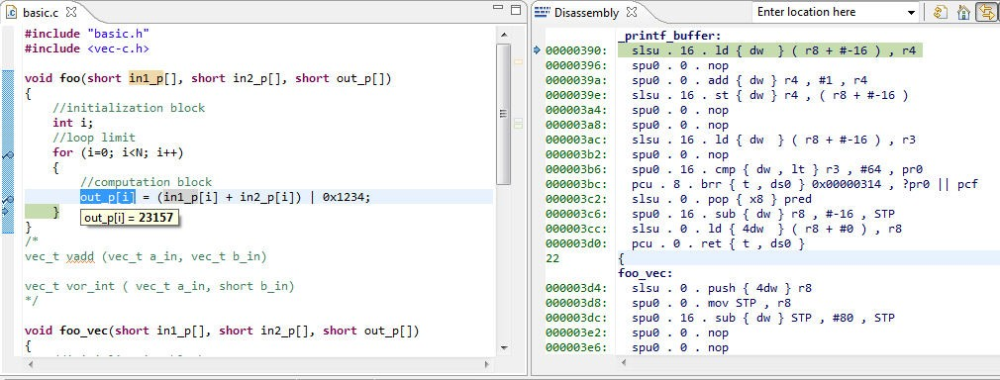 basic.c
#include "basic.h"
#include <vec-c.h>
void foo(short in1_p[], short in2_p[], short out_p[])
{
//initialization block
int i;
//loop limit
for (i=0; i<N; i++)
{
//computation block
out_p[i] = (in1_p[i] + in2_p[i]) | 0x1234;
}
out_p[i] = 23157
}
/*
vec_t vadd (vec_t a_in, vec_t b_in)
vec_t vor_int ( vec_t a_in, short b_in)
*/
void foo_vec(short in1_p[], short in2_p[], short out_p[])
{
Disassembly
Enter location here
_printf_buffer:
00000390: slsu . 16 . ld { dw } ( r8 + #-16 ) , r4
00000396: spu0 . 0 . nop
0000039a: spu0 . 0 . add { dw } r4 , #1 , r4
0000039e: slsu . 16 . st { dw } r4 , ( r8 + #-16 )
000003a4: spu0 . 0 . nop
000003a8: spu0 . 0 . nop
000003ac: slsu . 16 . ld { dw } ( r8 + #-16 ) , r3
000003b2: spu0 . 0 . nop
000003b6: spu0 . 16 . cmp { dw , lt } r3 , #64 , pr0
000003bc: pcu . 8 . brr { t , ds0 } 0x00000314 , ?pr0 || pcf
000003c2: slsu . 0 . pop { x8 } pred
000003c6: spu0 . 16 . sub { dw } r8 , #-16 , STP
000003cc: slsu . 0 . ld { 4dw } ( r8 + #0 ) , r8
000003d0: pcu . 0 . ret { t , ds0 }
22 {
foo_vec:
000003d4: slsu . 0 . push { 4dw } r8
000003d8: spu0 . 0 . mov STP , r8
000003dc: spu0 . 16 . sub { dw } STP , #80 , STP
000003e2: spu0 . 0 . nop
000003e6: spu0 . 0 . nop